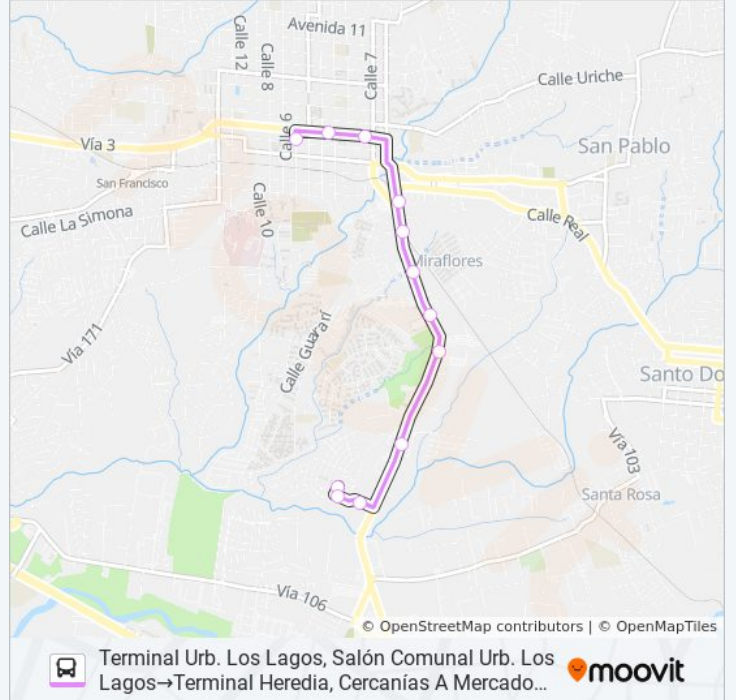 Avenida 11
Calle 12
Calle 8
Calle 7
Calle Uriche
Calle 6
Vía 3
San Pablo
San Francisco
Calle 10
Calle La Simona
Calle Real
Miraflores
Calle Guararí
Vía 171
Santo Do
Vía 103
Santa Rosa
Vía 106
© OpenStreetMap contributors | © OpenMapTiles
Terminal Urb. Los Lagos, Salón Comunal Urb. Los
Lagos→Terminal Heredia, Cercanías A Mercado...
moovit